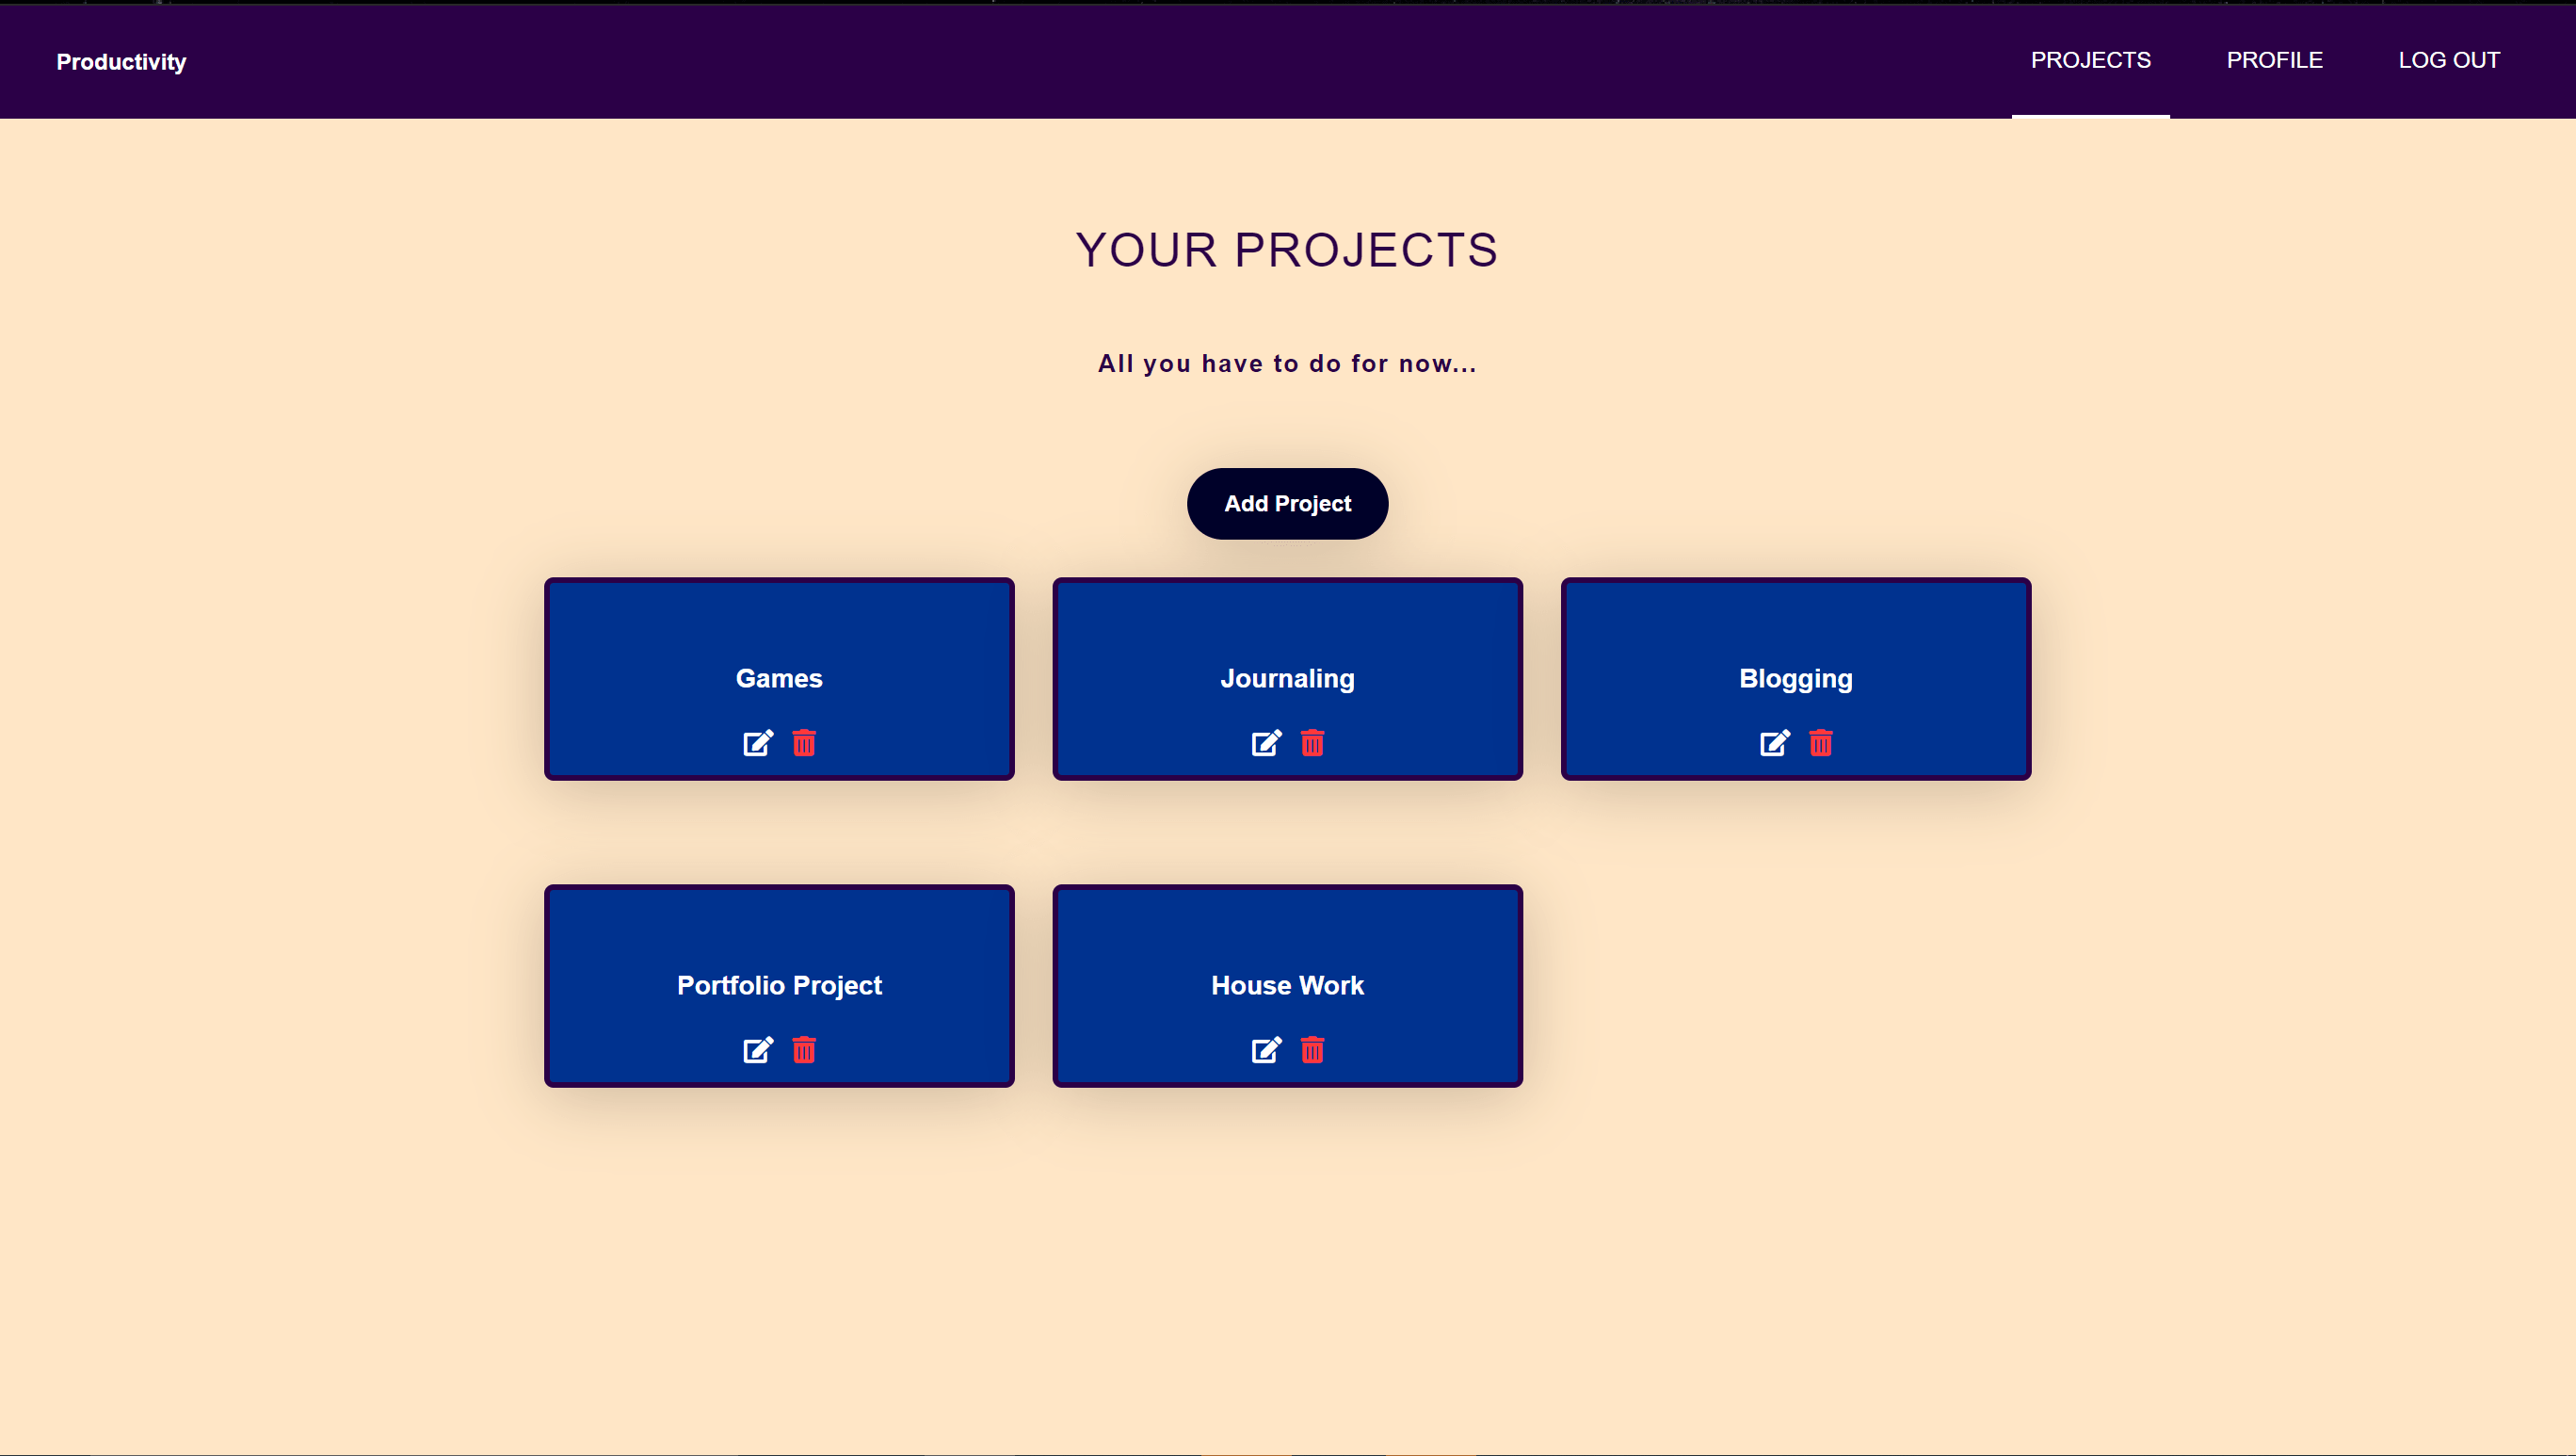 Productivity
PROJECTS
PROFILE
LOG OUT
YOUR PROJECTS
All you have to do for now...
Add Project
Games
Journaling
Blogging
Portfolio Project
House Work